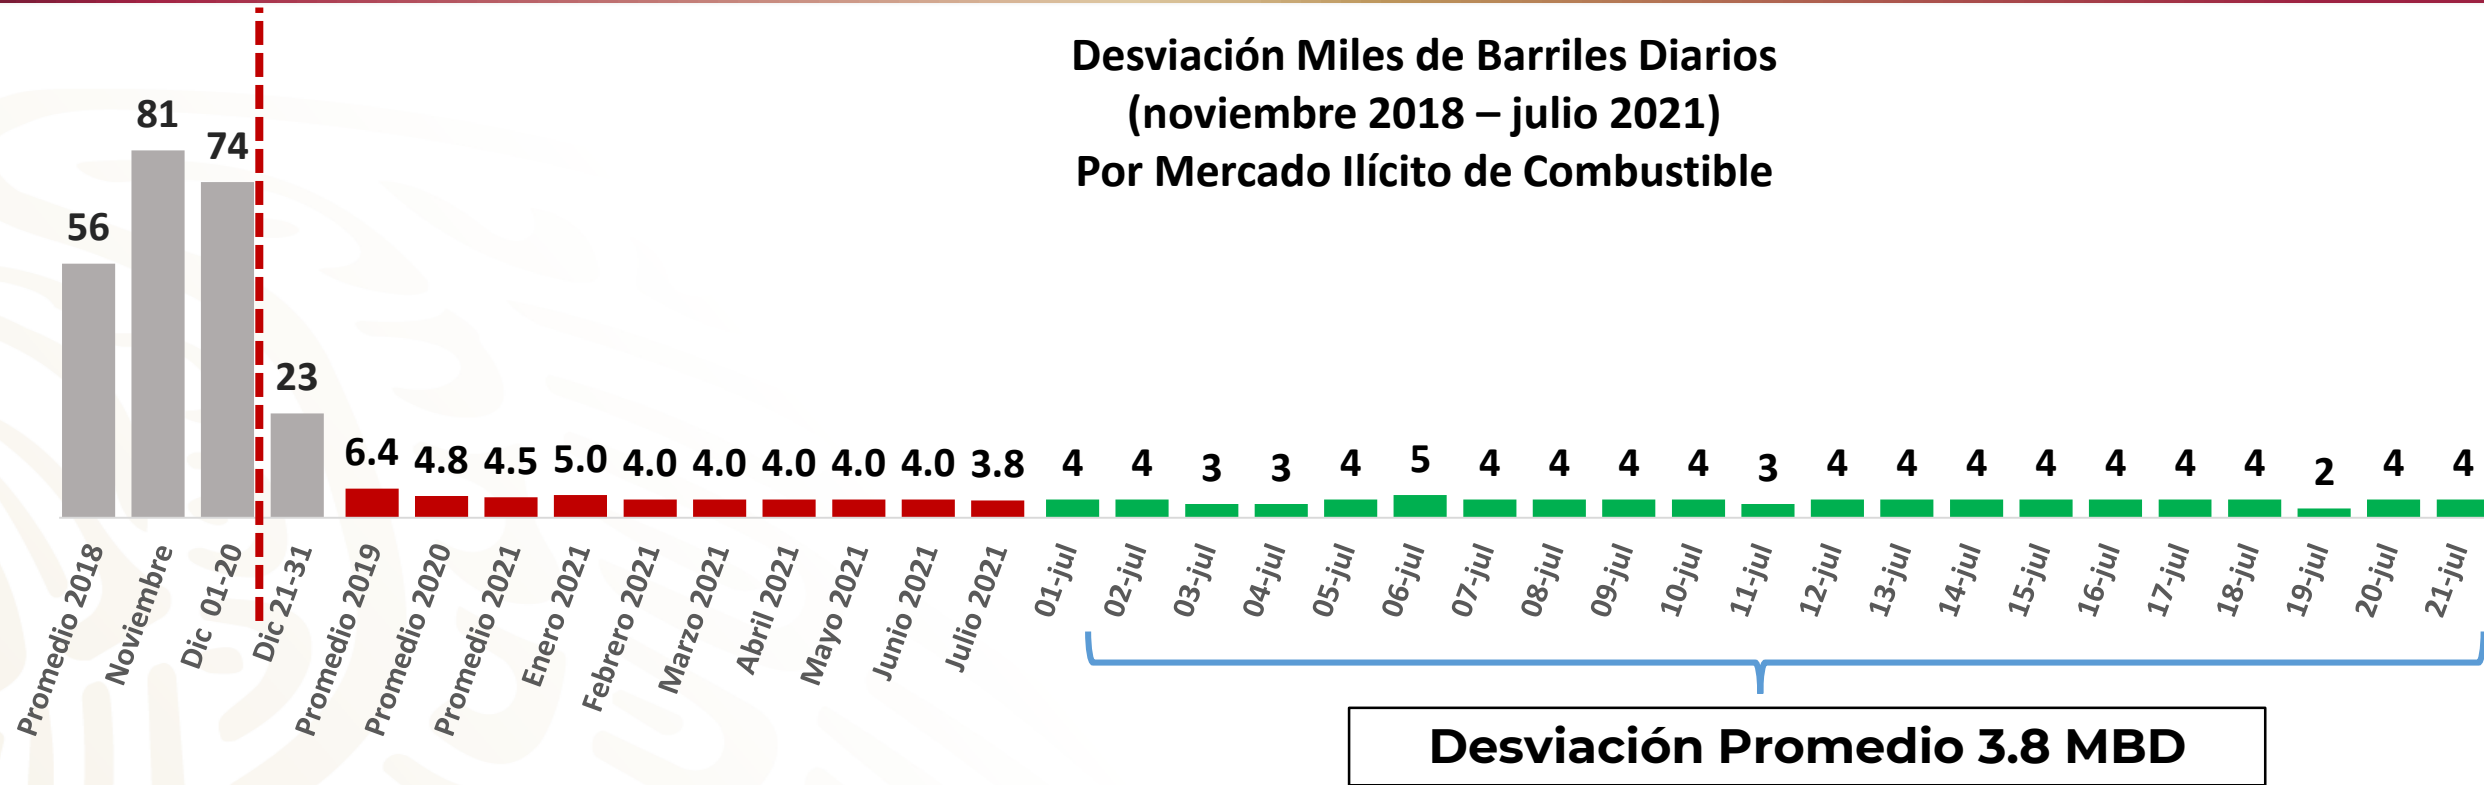 Desviación Miles de Barriles Diarios
(noviembre 2018 – julio 2021)
Por Mercado Ilícito de Combustible
56
81
74
23
6.4
4.8
4.5
5.0
4.0
4.0
4.0
4.0
4.0
3.8
4
4
3
3
4
5
4
4
4
4
3
4
4
4
4
4
4
4
2
4
4
Promedio 2018
Noviembre
Dic 01-20
Dic 21-31
Promedio 2019
Promedio 2020
Promedio 2021
Enero 2021
Febrero 2021
Marzo 2021
Abril 2021
Mayo 2021
Junio 2021
Julio 2021
01-jul
02-jul
03-jul
04-jul
05-jul
06-jul
07-jul
08-jul
09-jul
10-jul
11-jul
12-jul
13-jul
14-jul
15-jul
16-jul
17-jul
18-jul
19-jul
20-jul
21-jul
Desviación Promedio 3.8 MBD